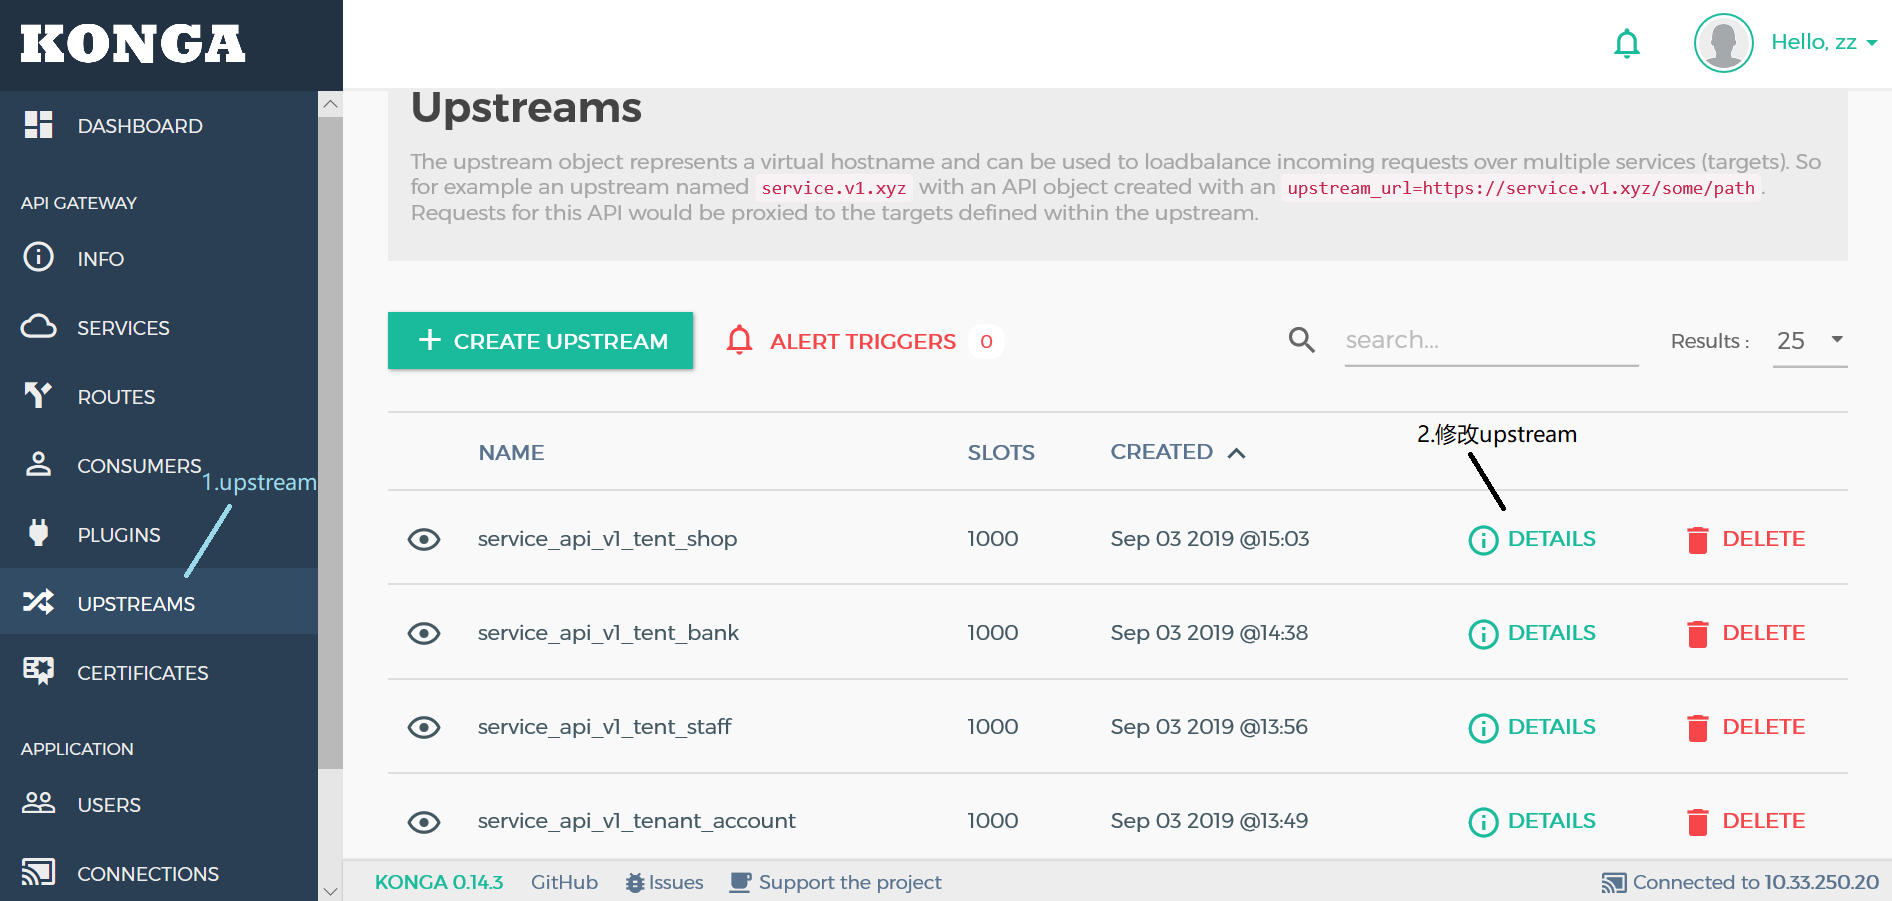 KONGA
Hello, zz
DASHBOARD
API GATEWAY
INFO
SERVICES
ROUTES
CONSUMERS
1.upstream
PLUGINS
UPSTREAMS
CERTIFICATES
APPLICATION
USERS
CONNECTIONS
Upstreams
The upstream object represents a virtual hostname and can be used to loadbalance incoming requests over multiple services (targets). So
for example an upstream named service.v1.xyz with an API object created with an upstream_url=https://service.v1.xyz/some/path.
Requests for this API would be proxied to the targets defined within the upstream.
+ CREATE UPSTREAM ALERT TRIGGERS 0 search... Results : 25
2.修改upstream
NAME SLOTS CREATED
service_api_v1_tent_shop 1000 Sep 03 2019 @15:03 DETAILS DELETE
service_api_v1_tent_bank 1000 Sep 03 2019 @14:38 DETAILS DELETE
service_api_v1_tent_staff 1000 Sep 03 2019 @13:56 DETAILS DELETE
service_api_v1_tenant_account 1000 Sep 03 2019 @13:49 DETAILS DELETE
KONGA 0.14.3 GitHub Issues Support the project Connected to 10.33.250.20